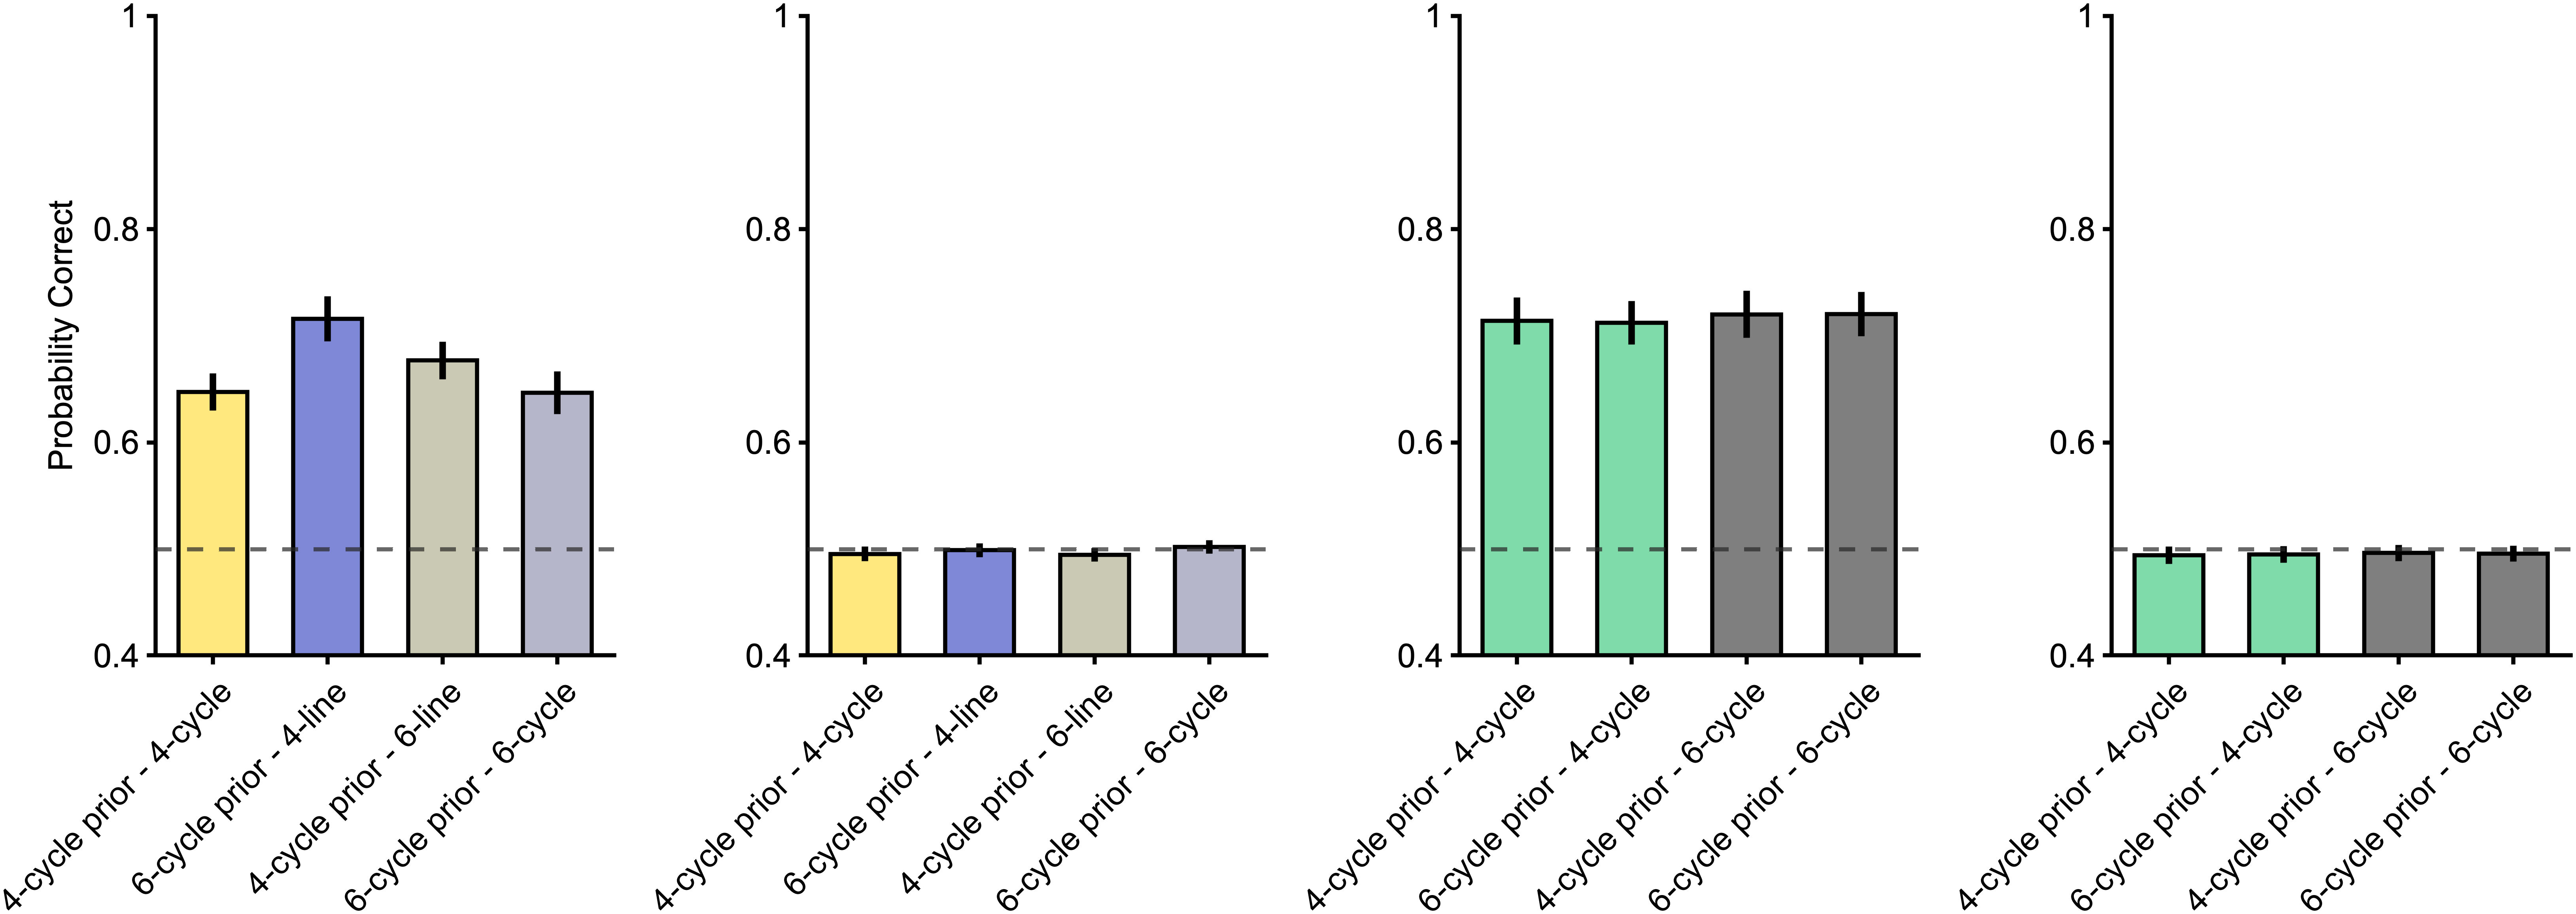 Probability Correct
1
0.8
0.6
0.4
4-cycle prior - 4-cycle
6-cycle prior - 4-line
4-cycle prior - 6-line
6-cycle prior - 6-cycle
1
0.8
0.6
0.4
4-cycle prior - 4-cycle
6-cycle prior - 4-line
4-cycle prior - 6-line
6-cycle prior - 6-cycle
1
0.8
0.6
0.4
4-cycle prior - 4-cycle
6-cycle prior - 4-cycle
4-cycle prior - 6-cycle
6-cycle prior - 6-cycle
1
0.8
0.6
0.4
4-cycle prior - 4-cycle
6-cycle prior - 4-cycle
4-cycle prior - 6-cycle
6-cycle prior - 6-cycle